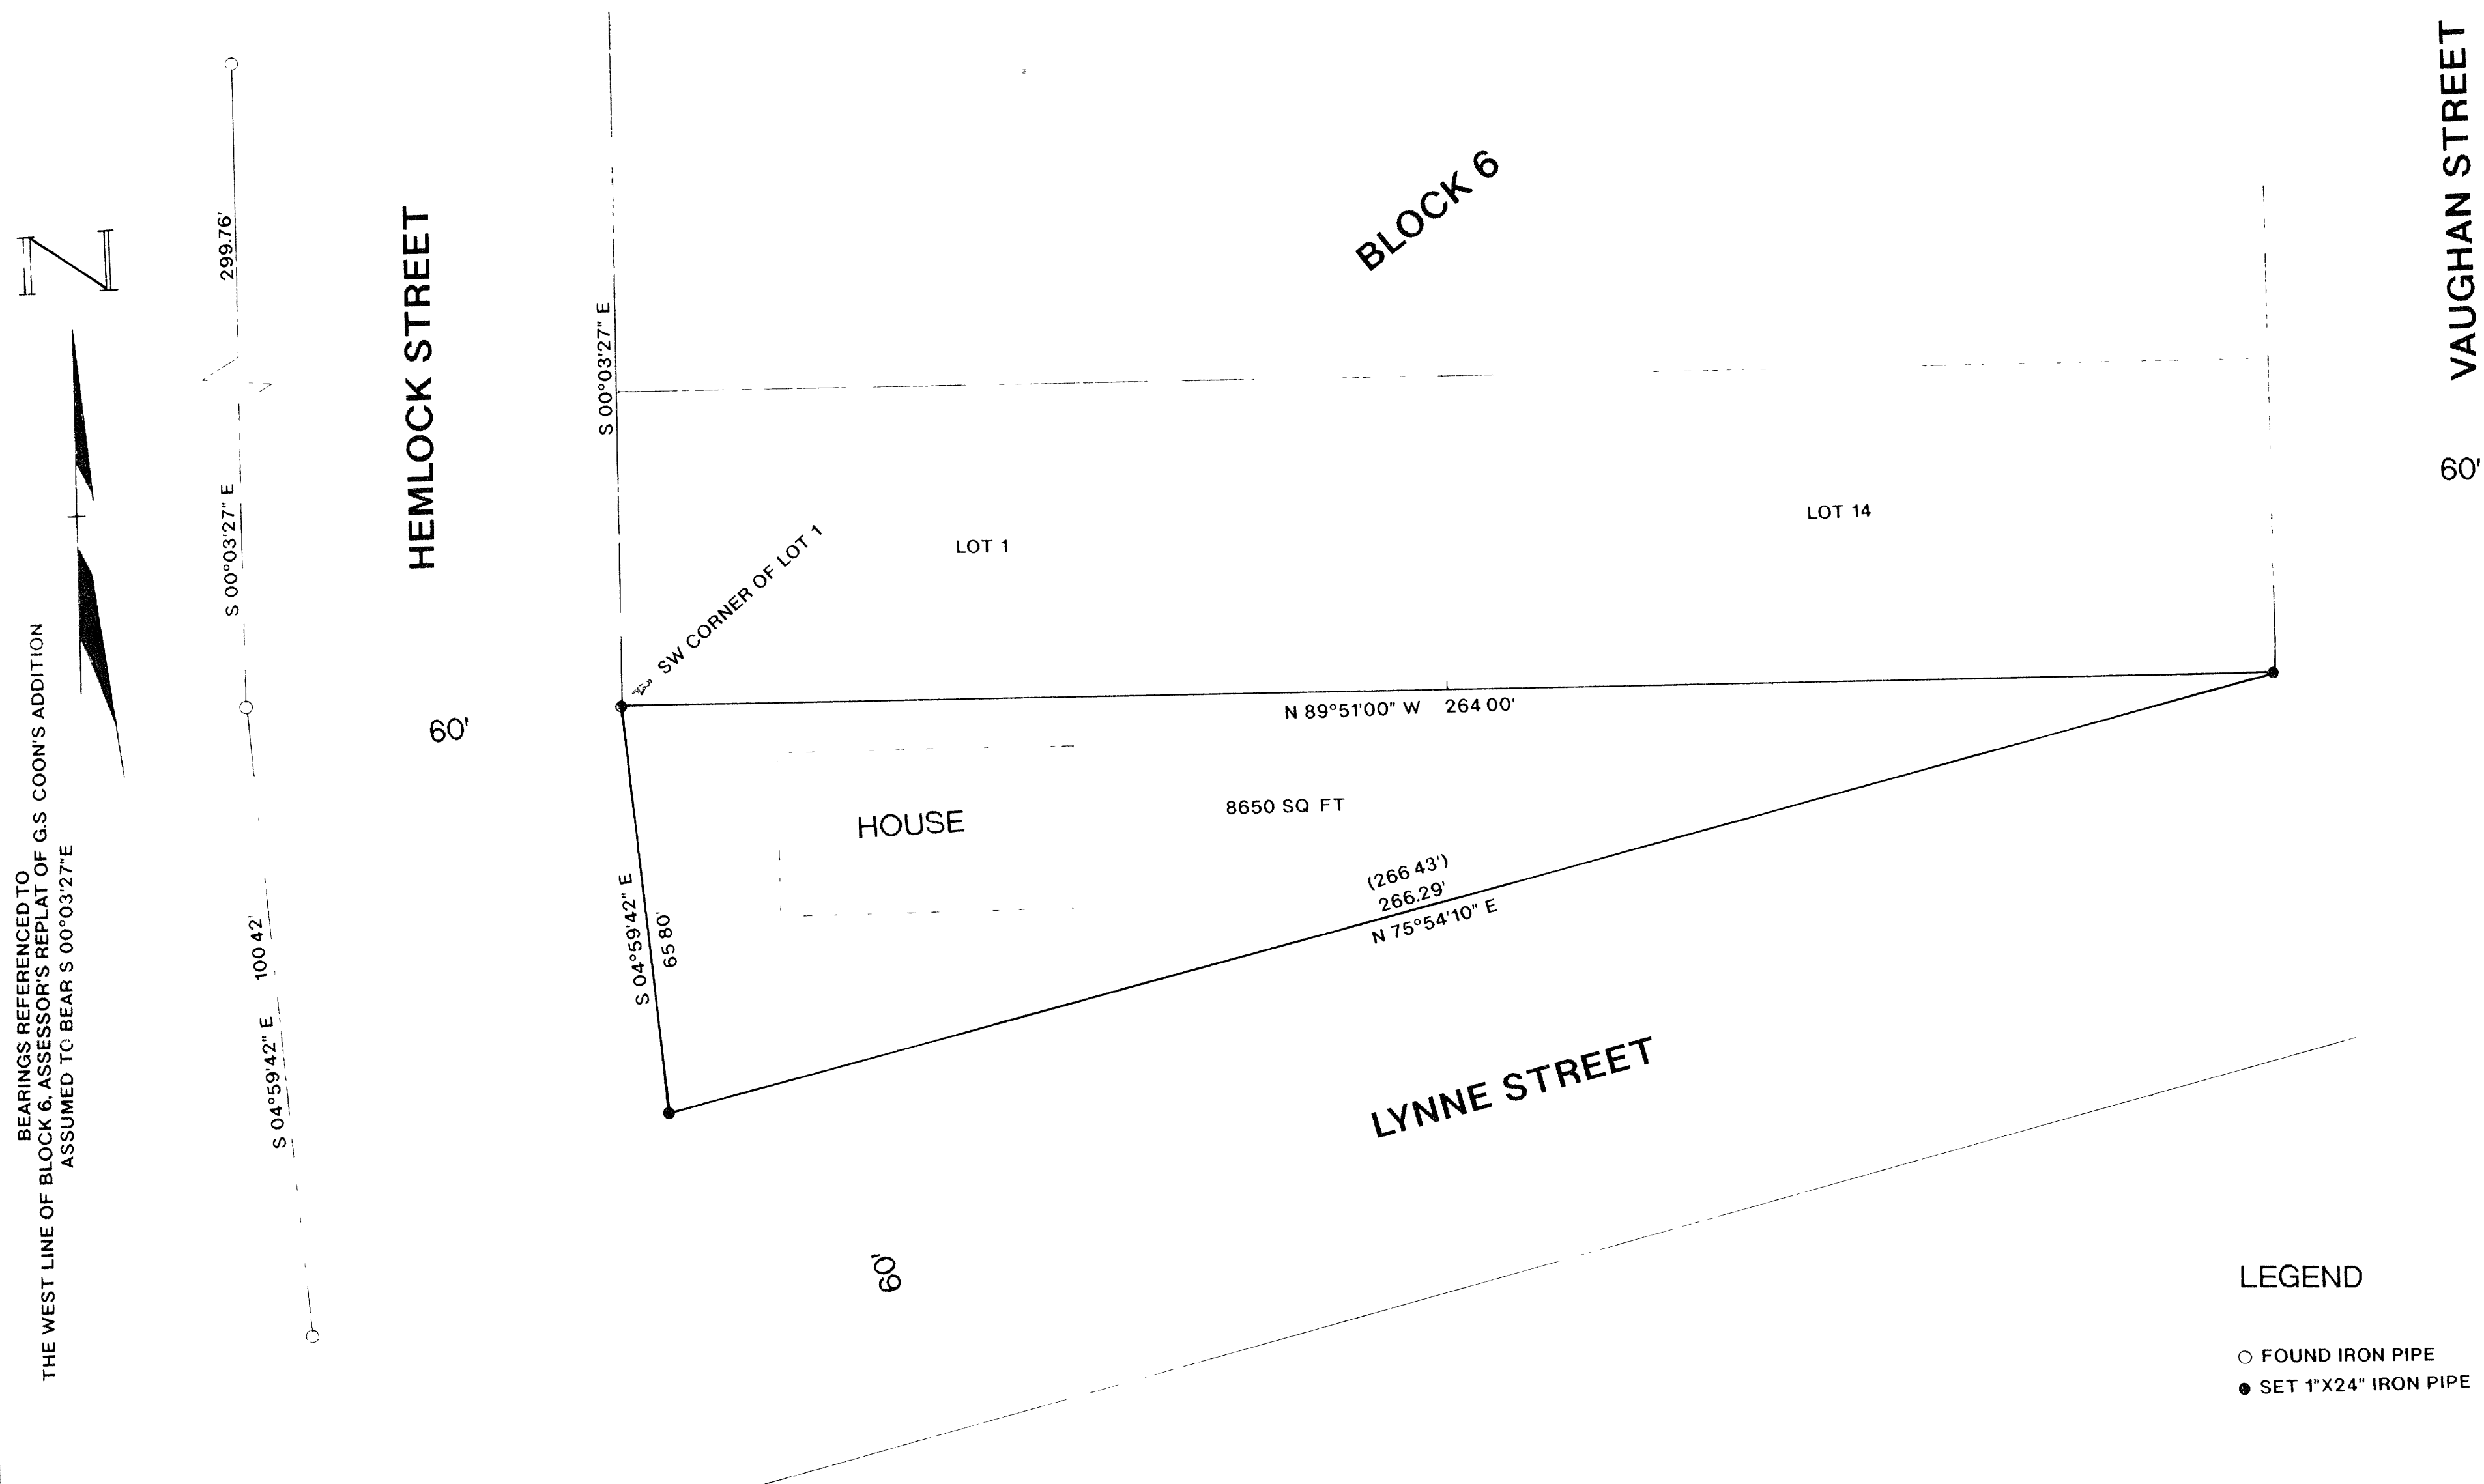 N
299.76'
S 00°03'27" E
S 04°59'42" E 100 42'
BEARINGS REFERENCED TO
THE WEST LINE OF BLOCK 6, ASSESSOR'S REPLAT OF G.S COON'S ADDITION
ASSUMED TO BEAR S 00°03'27"E
HEMLOCK STREET
60'
S 00°03'27" E
BLOCK 6
VAUGHAN STREET
60'
SW CORNER OF LOT 1
LOT 1
LOT 14
N 89°51'00" W 264 00'
HOUSE
8650 SQ FT
S 04°59'42" E
65 80'
(266 43')
266.29'
N 75°54'10" E
LYNNE STREET
60'
LEGEND
FOUND IRON PIPE
SET 1"X24" IRON PIPE